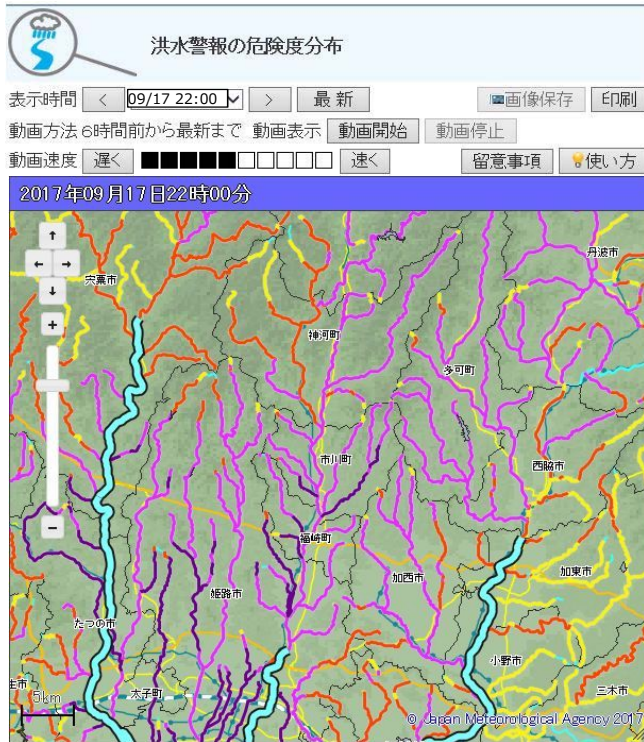 洪水警報の危険度分布
表示時間 < 09/17 22:00 > 最新 画像保存 印刷
動画方法 6時間前から最新まで 動画表示 動画開始 動画停止
動画速度 遅く 速く 留意事項 使い方
2017年09月17日22時00分
丹波市
宍粟市
神河町
多可町
市川町
西脇市
福崎町
加西市
加東市
姫路市
たつの市
小野市
生市
太子町
三木市
5km
© Japan Meteorological Agency 2017